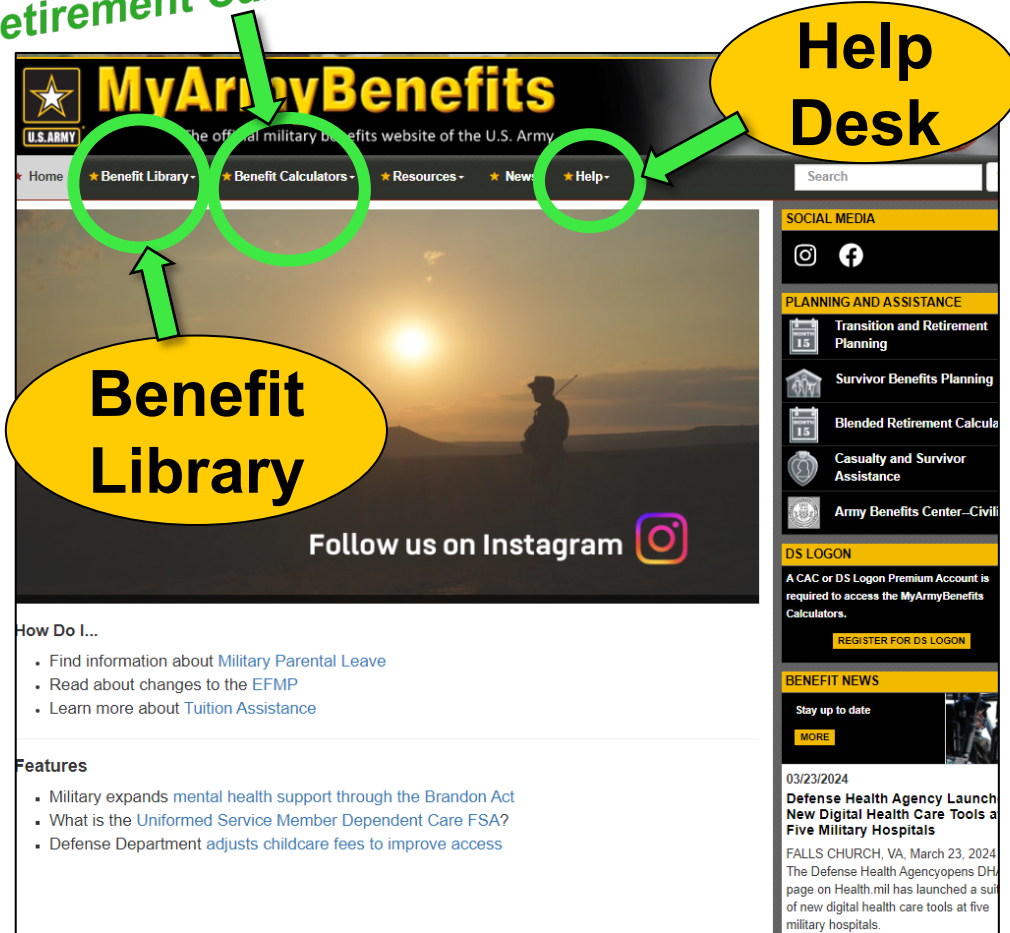 etirement
Help
Desk
MyArmyBenefits
U.S.ARMY
The official military benefits website of the U.S. Army
Home
Benefit Library
Benefit Calculators
Resources
News
Help
Search
SOCIAL MEDIA
PLANNING AND ASSISTANCE
MONTH
15
Transition and Retirement
Planning
Survivor Benefits Planning
MONTH
15
Blended Retirement Calcula
Casualty and Survivor
Assistance
Army Benefits Center–Civili
Benefit
Library
Follow us on Instagram
DS LOGON
A CAC or DS Logon Premium Account is
required to access the MyArmyBenefits
Calculators.
REGISTER FOR DS LOGON
BENEFIT NEWS
Stay up to date
MORE
03/23/2024
Defense Health Agency Launch
New Digital Health Care Tools a
Five Military Hospitals
FALLS CHURCH, VA, March 23, 2024
The Defense Health Agencyopens DHA
page on Health.mil has launched a suit
of new digital health care tools at five
military hospitals.
How Do I...
Find information about Military Parental Leave
Read about changes to the EFMP
Learn more about Tuition Assistance
Features
Military expands mental health support through the Brandon Act
What is the Uniformed Service Member Dependent Care FSA?
Defense Department adjusts childcare fees to improve access